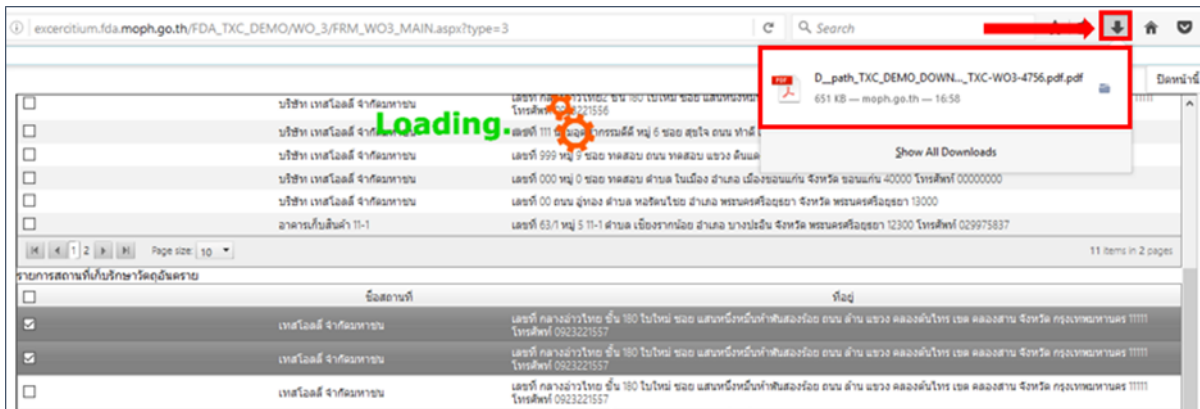 excercitium.fda.moph.go.th/FDA_TXC_DEMO/WO_3/FRM_WO3_MAIN.aspx?type=3
Search
D__path_TXC_DEMO_DOWN..._TXC-WO3-4756.pdf.pdf
651 KB — moph.go.th — 16:58
Show All Downloads
ปิดหน้านี้
บริษัท เทสโอลลี่ จำกัดมหาชน
11111
โทรศัพท์ 0923221556
Loading.
บริษัท เทสโอลลี่ จำกัดมหาชน เลขที่ 111 หมู่ 6 ซอย สุขใจ ถนน ทำดี
บริษัท เทสโอลลี่ จำกัดมหาชน เลขที่ 999 หมู่ 9 ซอย ทดสอบ ถนน ทดสอบ แขวง ดินแด
บริษัท เทสโอลลี่ จำกัดมหาชน เลขที่ 000 หมู่ 0 ซอย ทดสอบ ตำบล ในเมือง อำเภอ เมืองขอนแก่น จังหวัด ขอนแก่น 40000 โทรศัพท์ 00000000
บริษัท เทสโอลลี่ จำกัดมหาชน เลขที่ 00 ถนน อู่ทอง ตำบล หอรัตนไชย อำเภอ พระนครศรีอยุธยา จังหวัด พระนครศรีอยุธยา 13000
อาคารเก็บสินค้า 11-1 เลขที่ 63/1 หมู่ 5 11-1 ตำบล เชียงรากน้อย อำเภอ บางปะอิน จังหวัด พระนครศรีอยุธยา 12300 โทรศัพท์ 029975837
1 2 Page size: 10 11 items in 2 pages
รายการสถานที่เก็บรักษาวัตถุอันตราย
ชื่อสถานที่ ที่อยู่
เทสโอลลี่ จำกัดมหาชน เลขที่ กลางอ่าวไทย ชั้น 180 ใบใหม่ ซอย แสนหนึ่งหมื่นห้าพันสองร้อย ถนน ด้าน แขวง คลองต้นไทร เขต คลองสาน จังหวัด กรุงเทพมหานคร 11111
โทรศัพท์ 0923221557
เทสโอลลี่ จำกัดมหาชน เลขที่ กลางอ่าวไทย ชั้น 180 ใบใหม่ ซอย แสนหนึ่งหมื่นห้าพันสองร้อย ถนน ด้าน แขวง คลองต้นไทร เขต คลองสาน จังหวัด กรุงเทพมหานคร 11111
โทรศัพท์ 0923221557
เทสโอลลี่ จำกัดมหาชน เลขที่ กลางอ่าวไทย ชั้น 180 ใบใหม่ ซอย แสนหนึ่งหมื่นห้าพันสองร้อย ถนน ด้าน แขวง คลองต้นไทร เขต คลองสาน จังหวัด กรุงเทพมหานคร 11111
โทรศัพท์ 0923221557